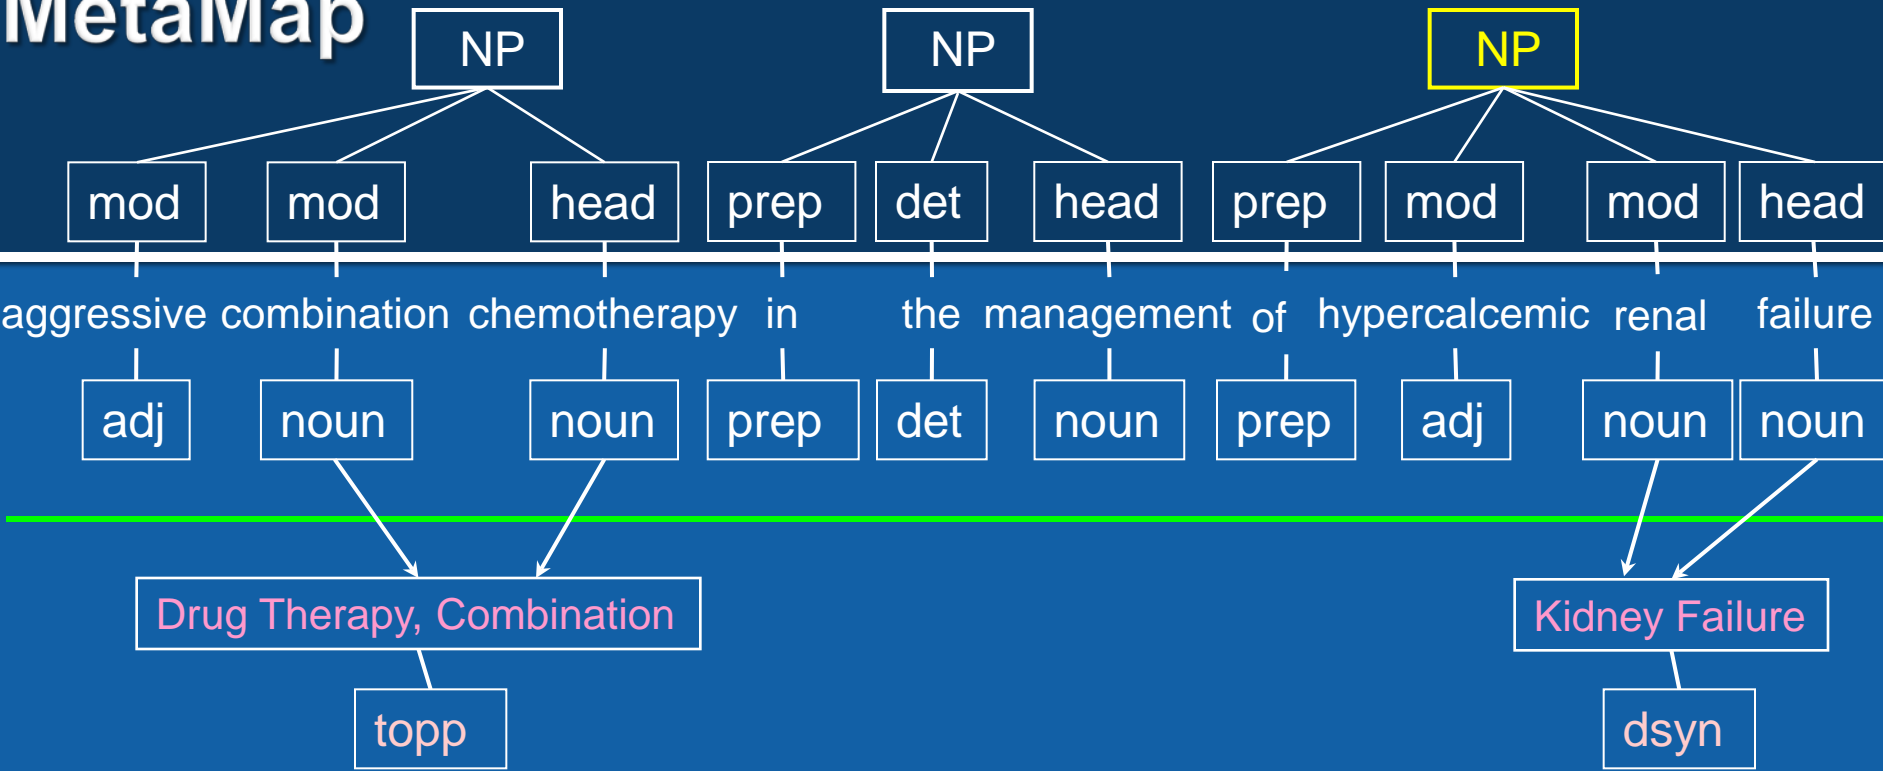 MetaMap
NP NP NP
mod mod head prep det head prep mod mod head
aggressive combination chemotherapy in the management of hypercalcemic renal failure
adj noun noun prep det noun prep adj noun noun
Drug Therapy, Combination Kidney Failure
topp dsyn